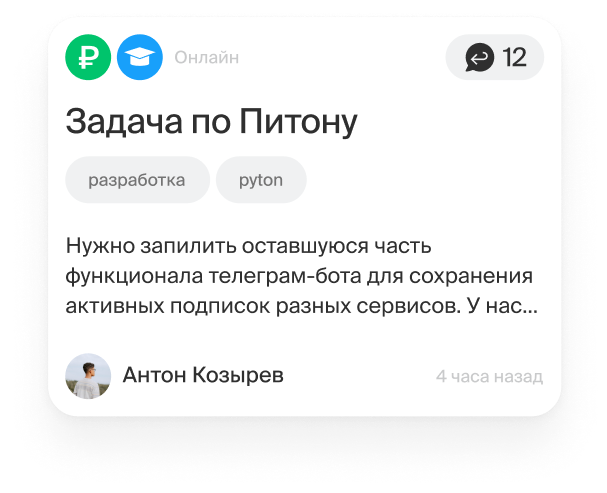 ₽ Онлайн 12
Задача по Питону
разработка pyton
Нужно запилить оставшуюся часть
функционала телеграм-бота для сохранения
активных подписок разных сервисов. У нас...
Антон Козырев 4 часа назад